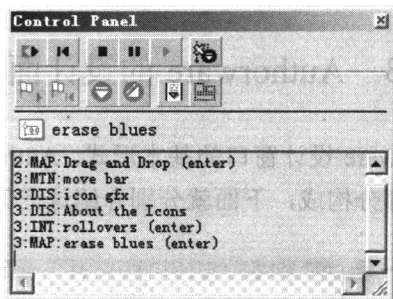 Control Panel
erase blues
2:MAP:Drag and Drop (enter)
3:MTN:move bar
3:DIS:icon gfx
3:DIS:About the Icons
3:INT:rollovers (enter)
3:MAP:erase blues (enter)